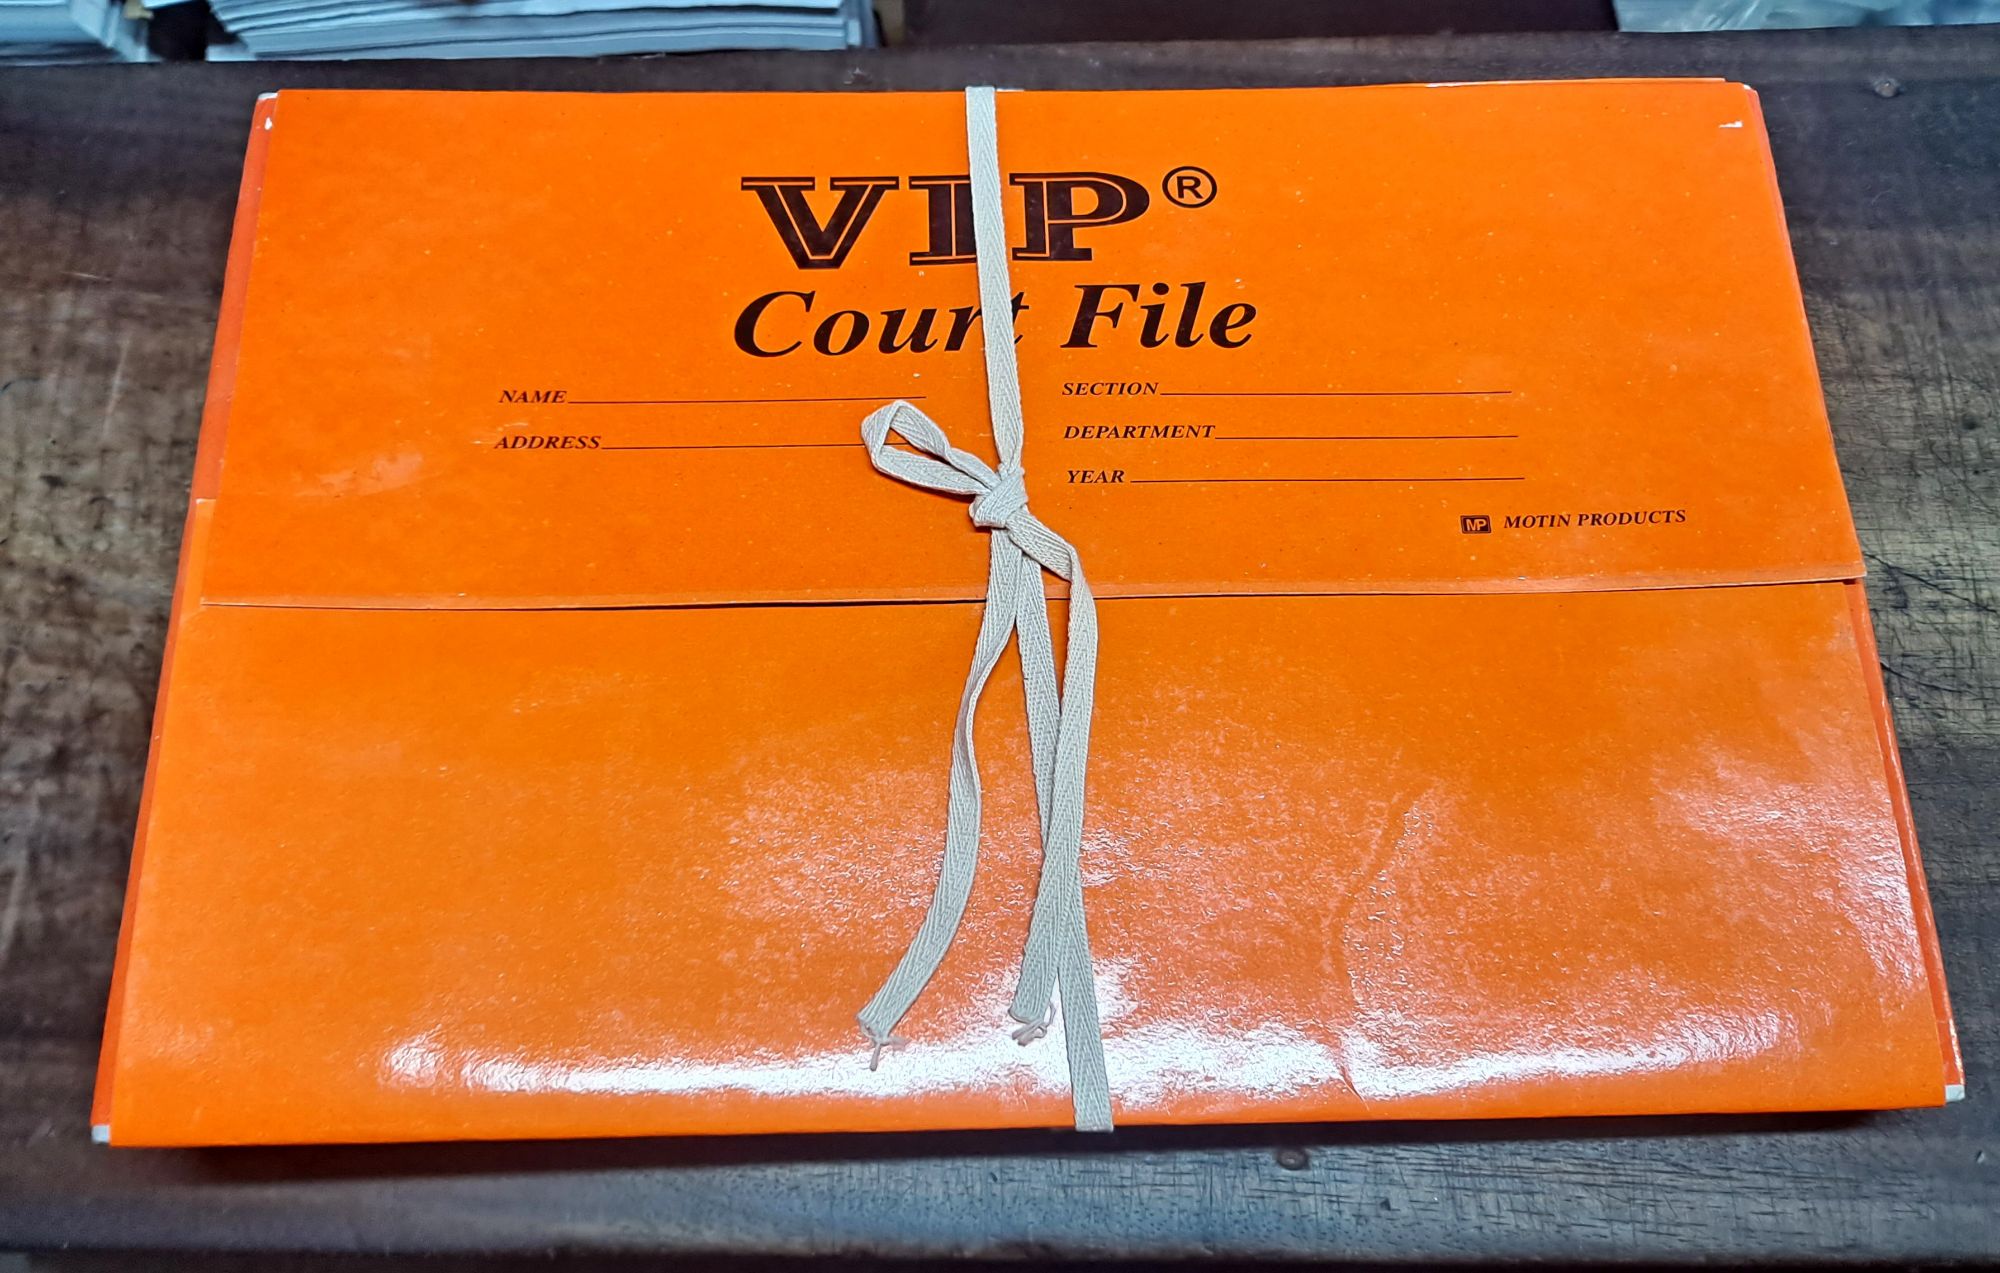 VIP®
Court File
NAME
ADDRESS
SECTION
DEPARTMENT
YEAR
MP MOTIN PRODUCTS